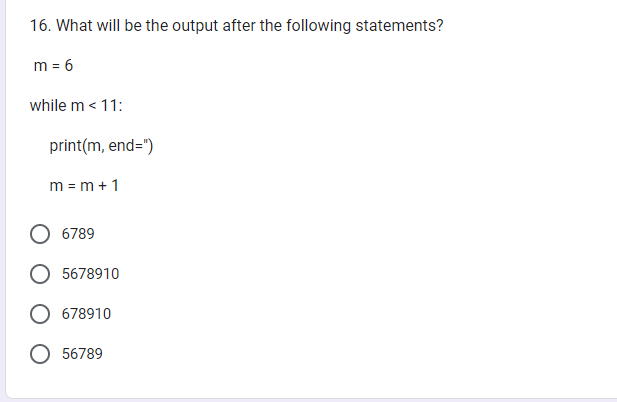 16. What will be the output after the following statements?
m = 6
while m < 11:
print(m, end='')
m = m + 1
6789
5678910
678910
56789